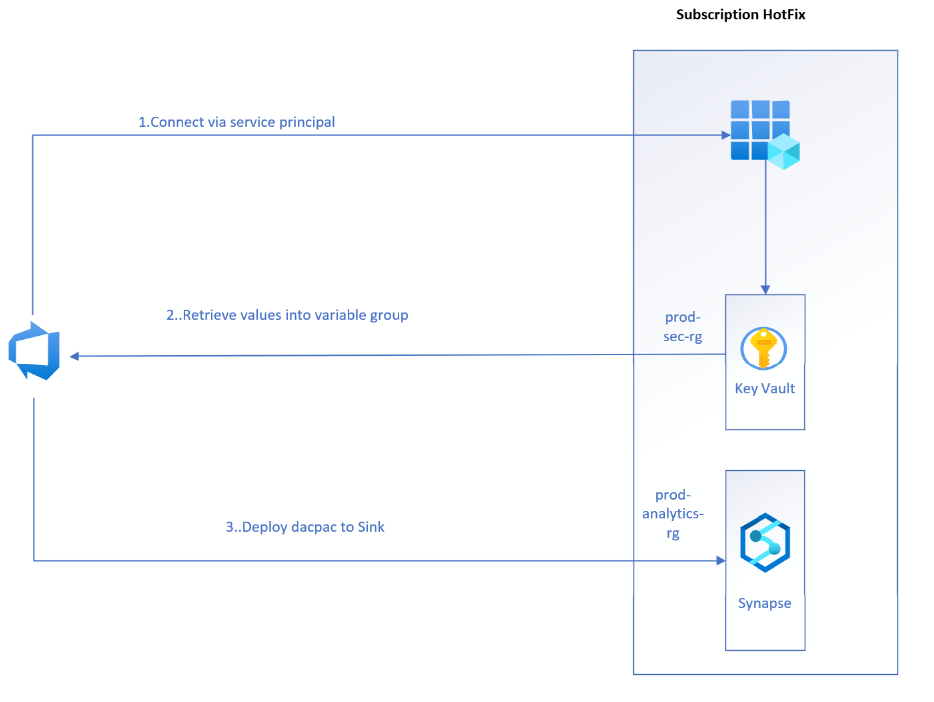 Subscription HotFix
1.Connect via service principal
2..Retrieve values into variable group
prod-
sec-rg
Key Vault
prod-
analytics-
rg
3..Deploy dacpac to Sink
Synapse